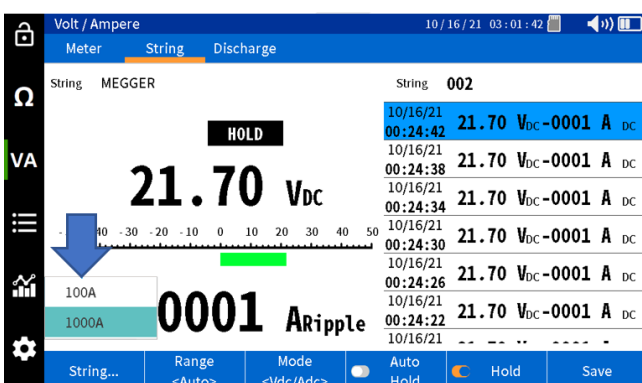 Volt / Ampere
10/16/21 03:01:42
Meter String Discharge
String MEGGER
String 002
Ω
VA
HOLD
21.70 VDC
-30 -20 -10 0 10 20 30 40 50
100A
1000A
0001 ARipple
10/16/21
00:24:42 21.70 VDC -0001 A DC
10/16/21
00:24:38 21.70 VDC -0001 A DC
10/16/21
00:24:34 21.70 VDC -0001 A DC
10/16/21
00:24:30 21.70 VDC -0001 A DC
10/16/21
00:24:26 21.70 VDC -0001 A DC
10/16/21
00:24:22 21.70 VDC -0001 A DC
10/16/21
String...
Range
<Auto>
Mode
<Vdc/Adc>
Auto
Hold
Hold
Save